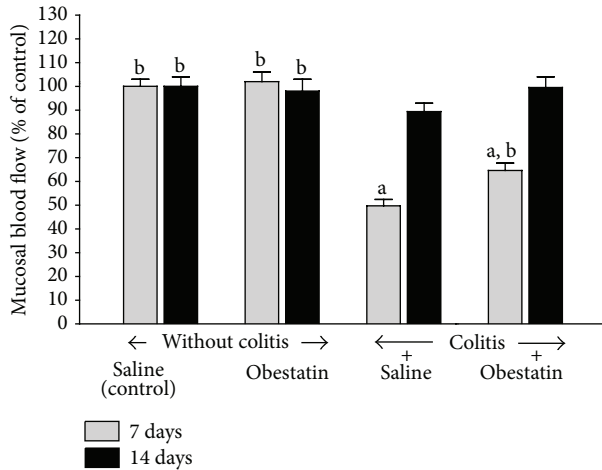 Mucosal blood flow (% of control)
130
120
110
100
90
80
70
60
50
40
30
20
10
0
b
b
b
b
a
a, b
← Without colitis →
← Colitis →
+
+
Saline
(control)
Obestatin
Saline
Obestatin
7 days
14 days